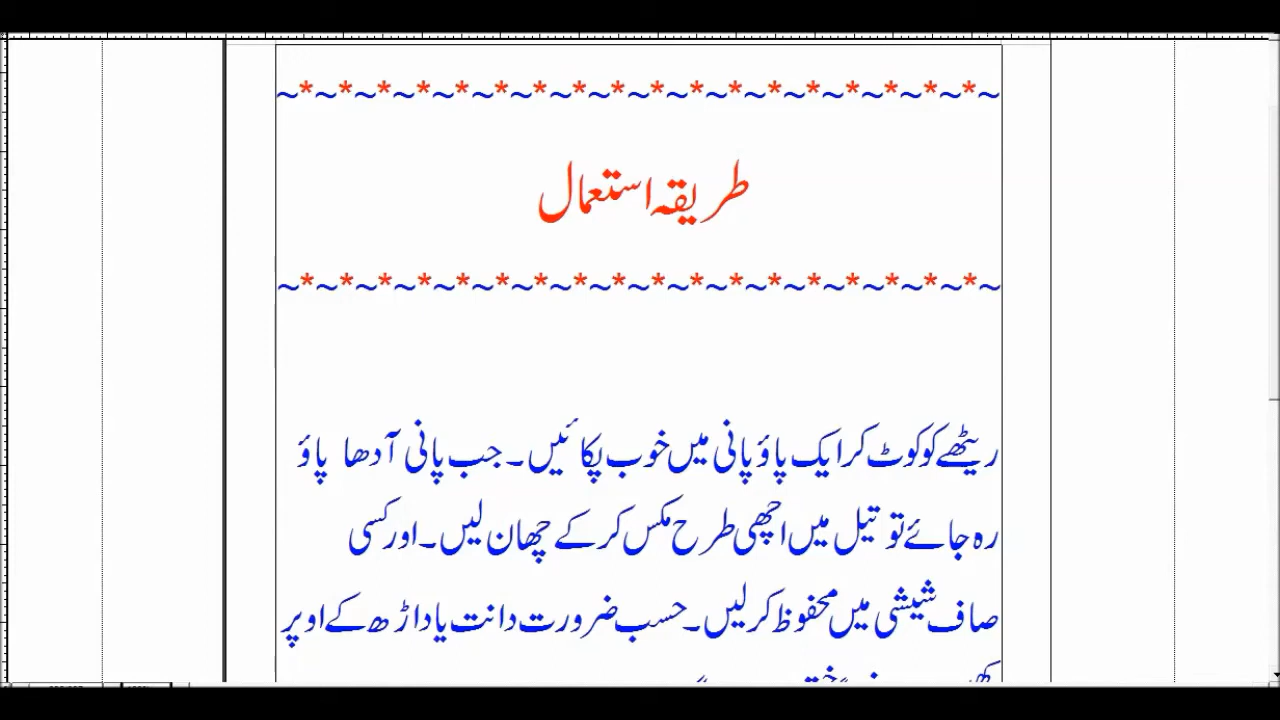 ~*~*~*~*~*~*~*~*~*~*~*~*~*~*~*~*~*~*~
طریقہ استعمال
~*~*~*~*~*~*~*~*~*~*~*~*~*~*~*~*~*~*~
ریٹھے کو کوٹ کر ایک پاؤ پانی میں خوب پکائیں۔ جب پانی آدھا پاؤ
رہ جائے تو تیل میں اچھی طرح مکس کر کے چھان لیں۔ اور کسی
صاف شیشی میں محفوظ کر لیں۔ حسب ضرورت دانت یا داڑھ کے اوپر